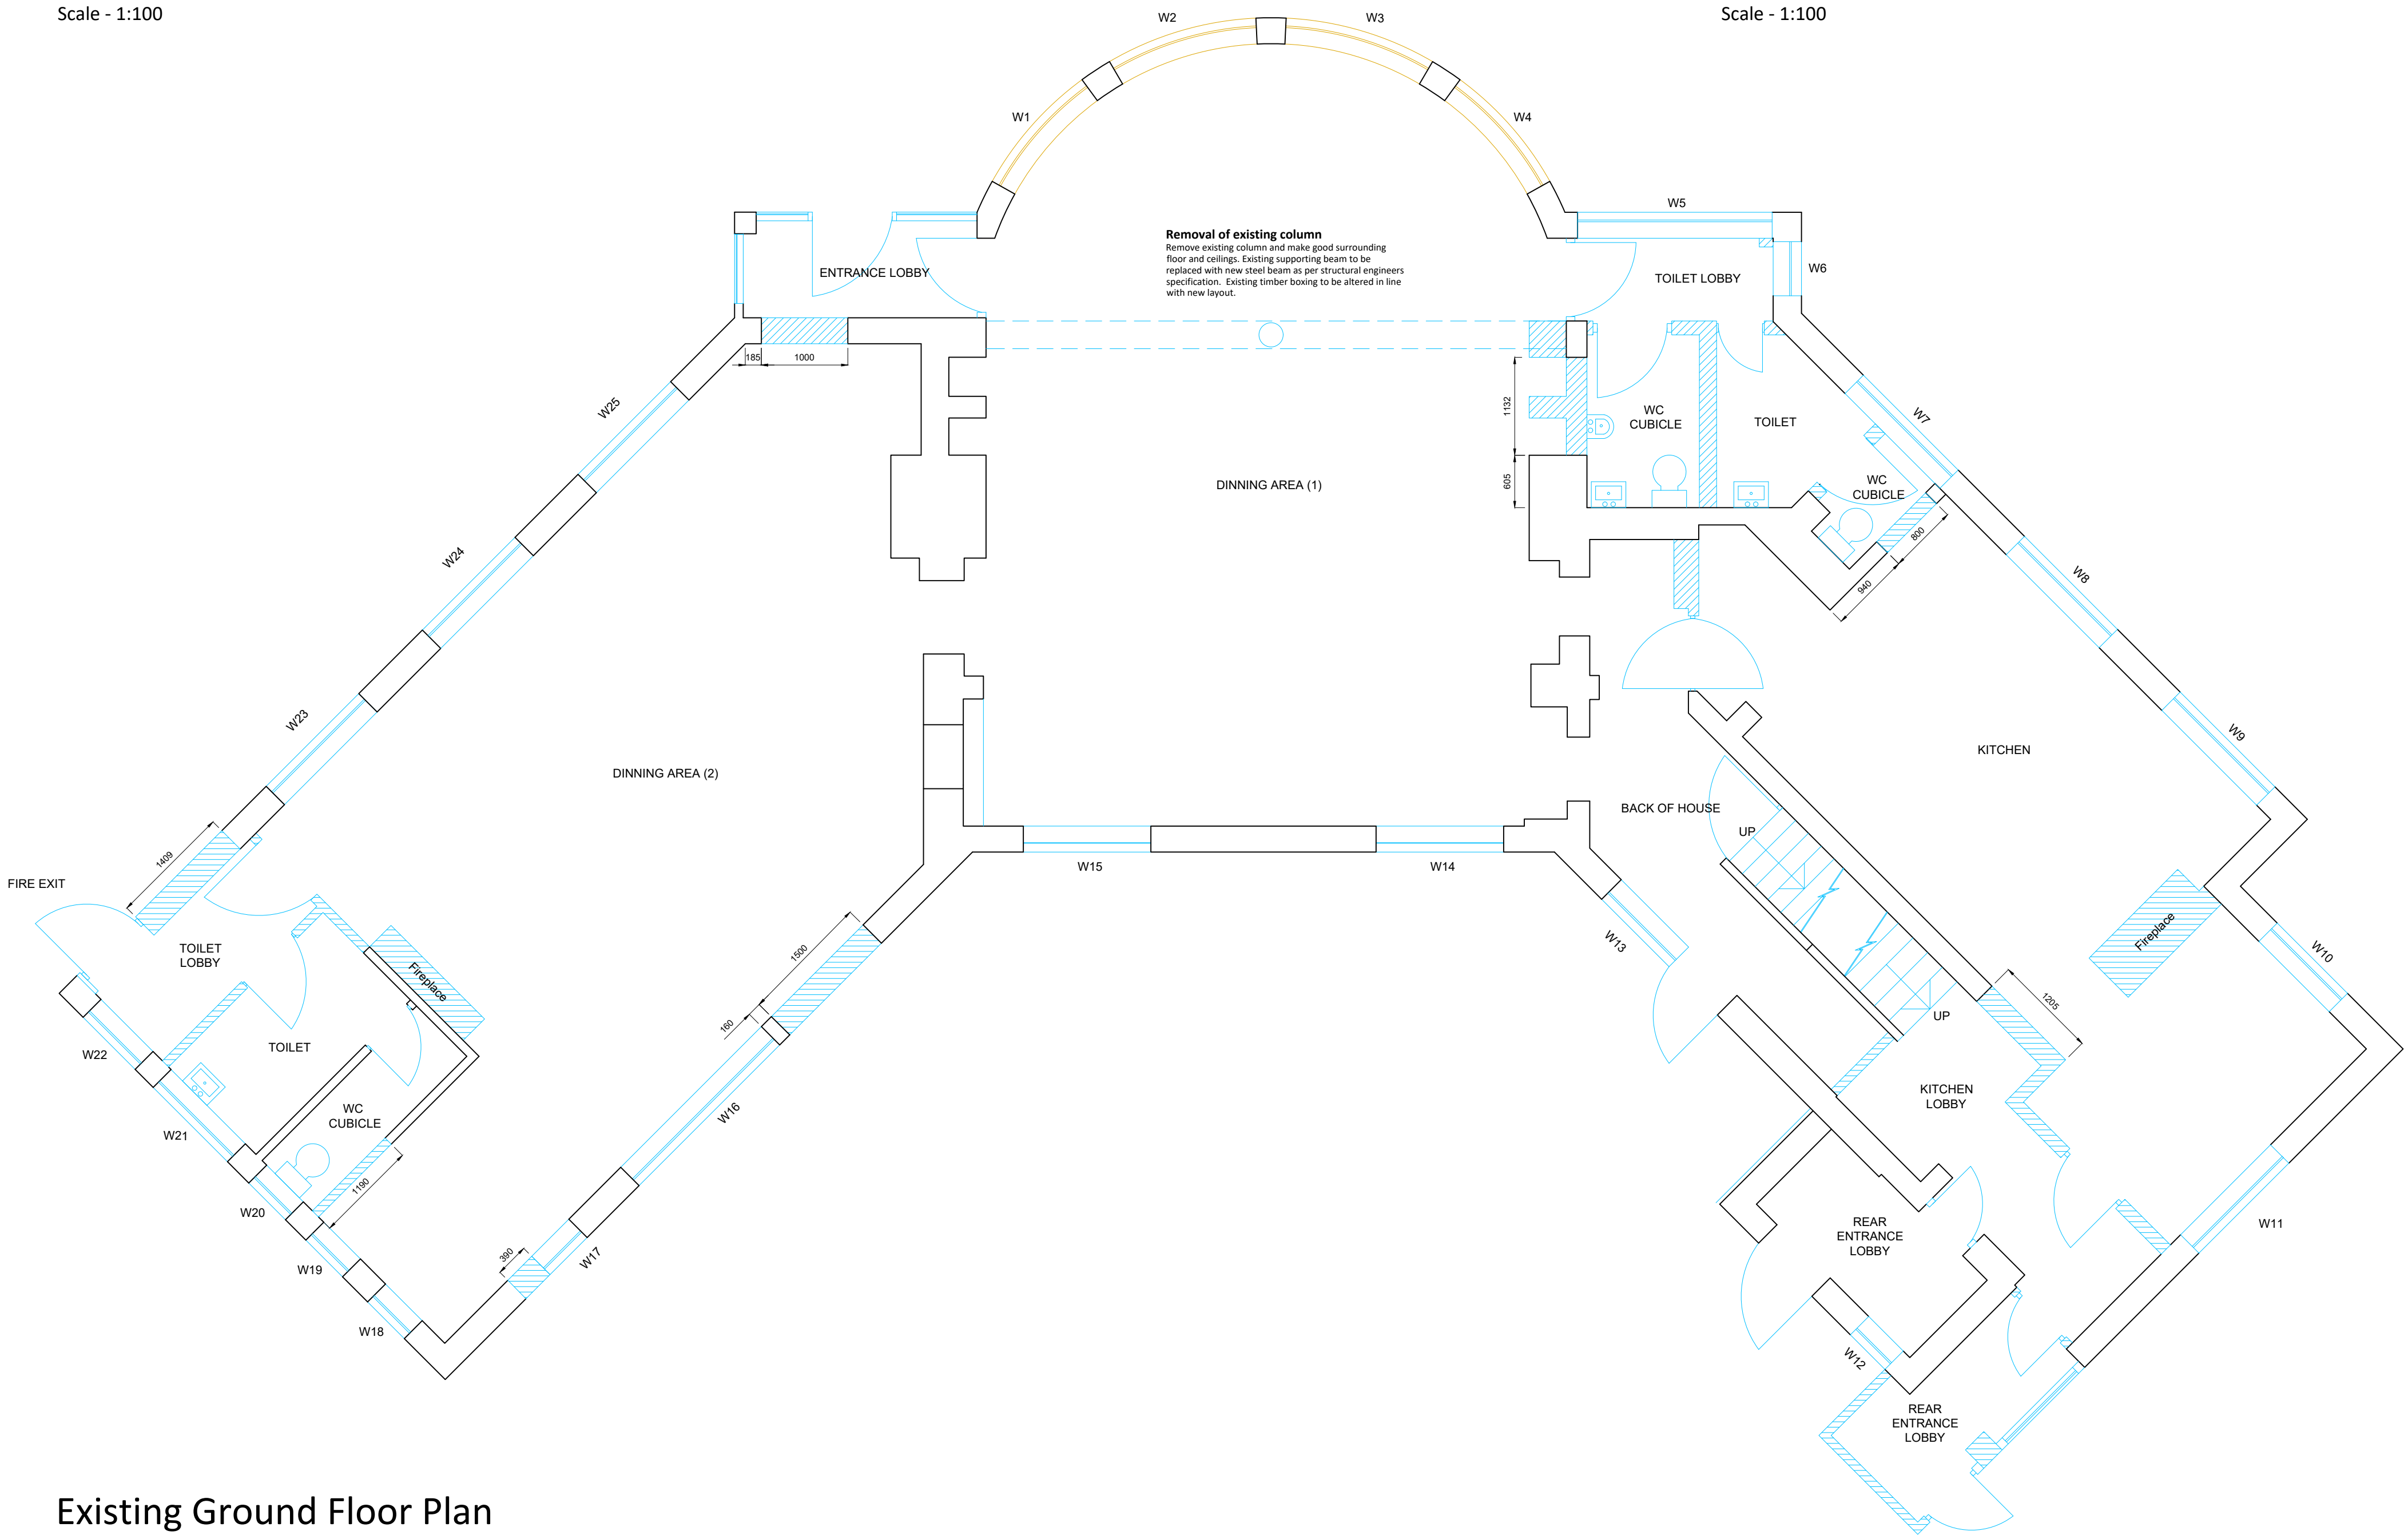 Scale - 1:100
Scale - 1:100
W2
W3
W1
W4
W5
W6
Removal of existing column
Remove existing column and make good surrounding
floor and ceilings. Existing supporting beam to be
replaced with new steel beam as per structural engineers
specification. Existing timber boxing to be altered in line
with new layout.
ENTRANCE LOBBY
TOILET LOBBY
185
1000
W25
1132
WC
CUBICLE
TOILET
W7
605
DINNING AREA (1)
WC
CUBICLE
800
940
W24
W8
W23
W9
KITCHEN
DINNING AREA (2)
BACK OF HOUSE
UP
1409
W15
W14
FIRE EXIT
TOILET
LOBBY
Fireplace
1500
160
W13
Fireplace
W10
1205
UP
W22
TOILET
KITCHEN
LOBBY
W16
WC
CUBICLE
W21
1190
W20
REAR
ENTRANCE
LOBBY
W11
390
W17
W19
W18
W12
REAR
ENTRANCE
LOBBY
Existing Ground Floor Plan